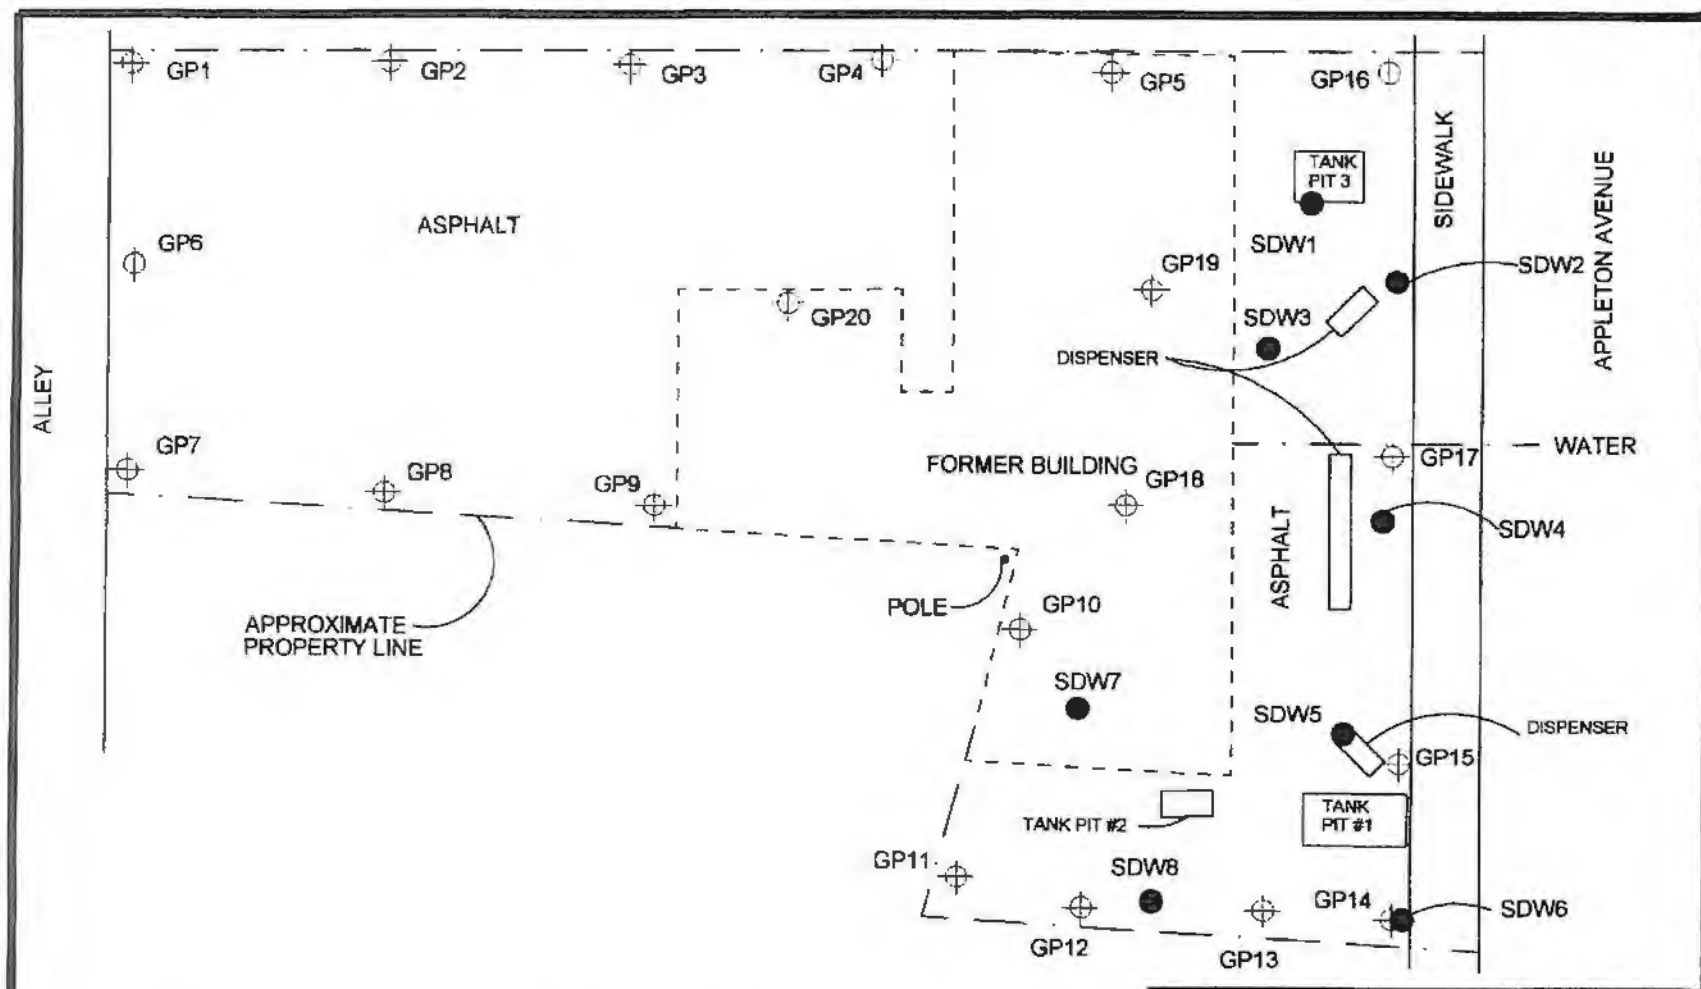 GP1
GP2
GP3
GP4
GP5
GP16
TANK
PIT 3
SIDEWALK
APPLETON AVENUE
ASPHALT
GP6
SDW1
SDW2
GP19
GP20
SDW3
DISPENSER
ALLEY
GP7
GP8
GP9
FORMER BUILDING
GP18
WATER
GP17
ASPHALT
SDW4
POLE
GP10
APPROXIMATE
PROPERTY LINE
SDW7
SDW5
DISPENSER
GP15
TANK PIT #2
TANK
PIT #1
GP11
SDW8
GP14
SDW6
GP12
GP13